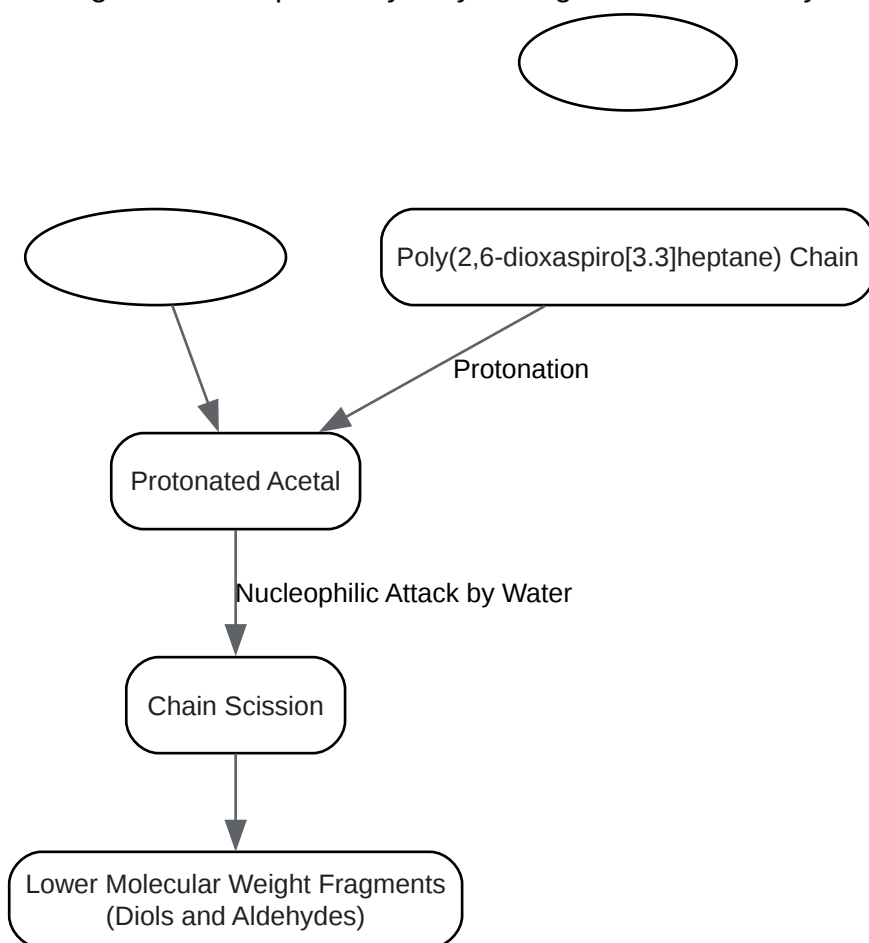 Poly(2,6-dioxaspiro[3.3]heptane) Chain
Protonation
Protonated Acetal
Nucleophilic Attack by Water
Chain Scission
Lower Molecular Weight Fragments
(Diols and Aldehydes)